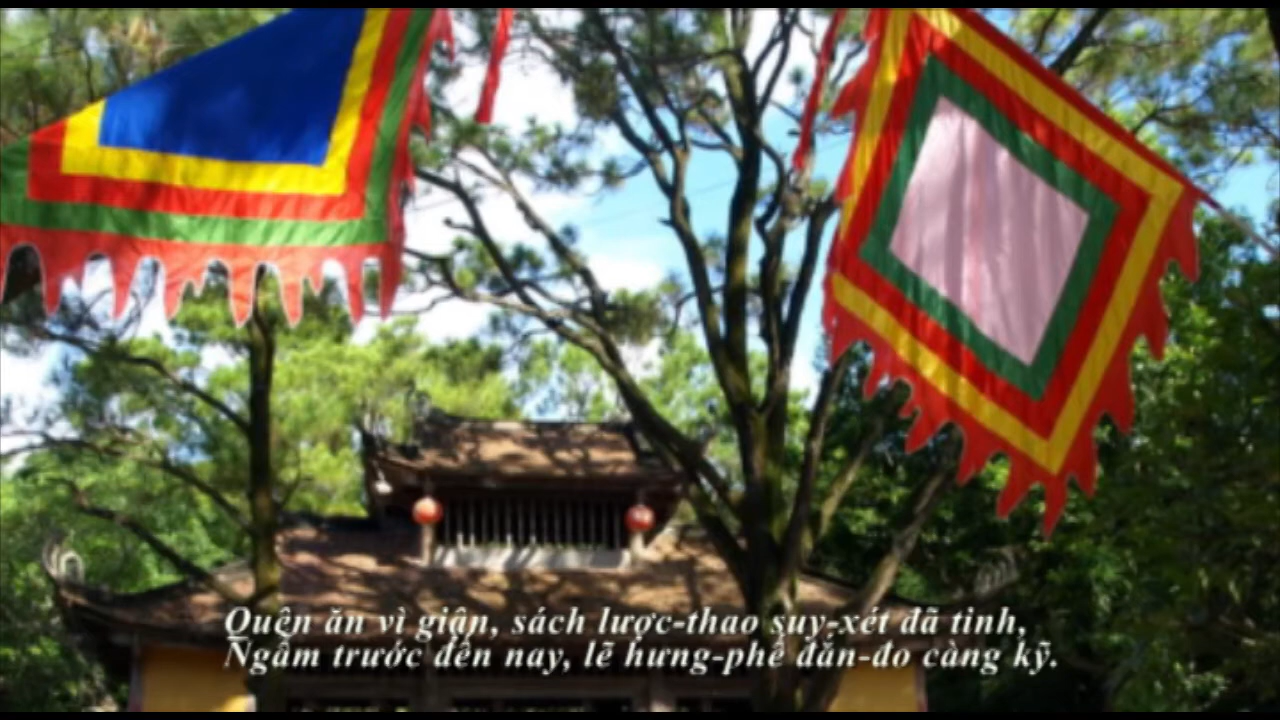 Quên ăn vì giận, sách lược-thao suy-xét đã tinh,
Ngẫm trước đến nay, lẽ hưng-phế đắn-đo càng kỹ.